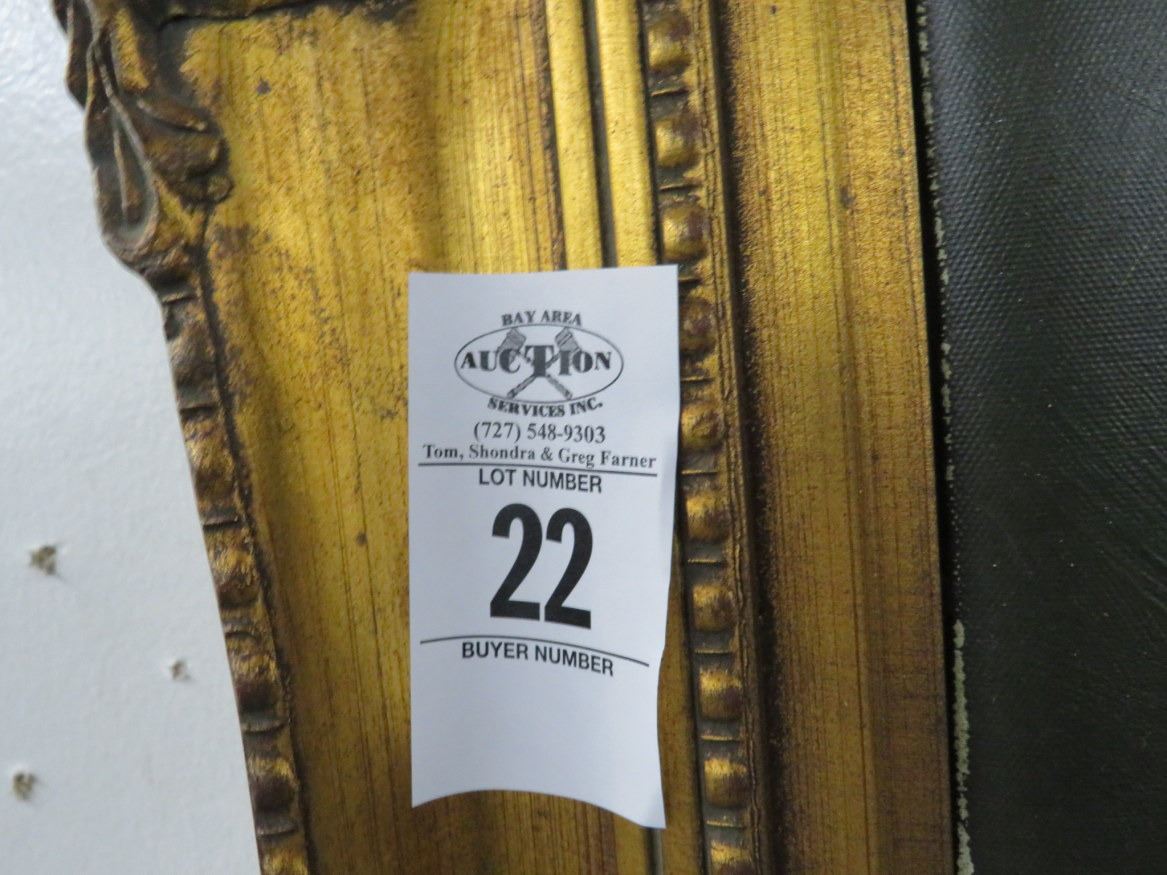 BAY AREA
AUCTION
SERVICES INC.
(727) 548-9303
Tom, Shondra & Greg Farner
LOT NUMBER
22
BUYER NUMBER